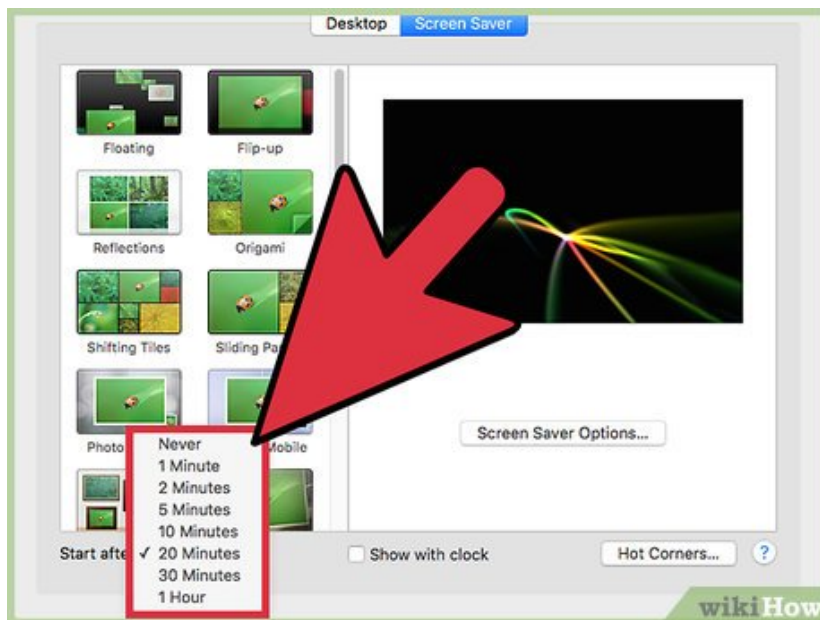 Desktop Screen Saver
Floating Flip-up
Reflections Origami
Shifting Tiles Sliding Pa
Photo Mobile
Screen Saver Options...
Never
1 Minute
2 Minutes
5 Minutes
10 Minutes
Start afte ✓ 20 Minutes
30 Minutes
1 Hour
Show with clock
Hot Corners... ?
wikiHow